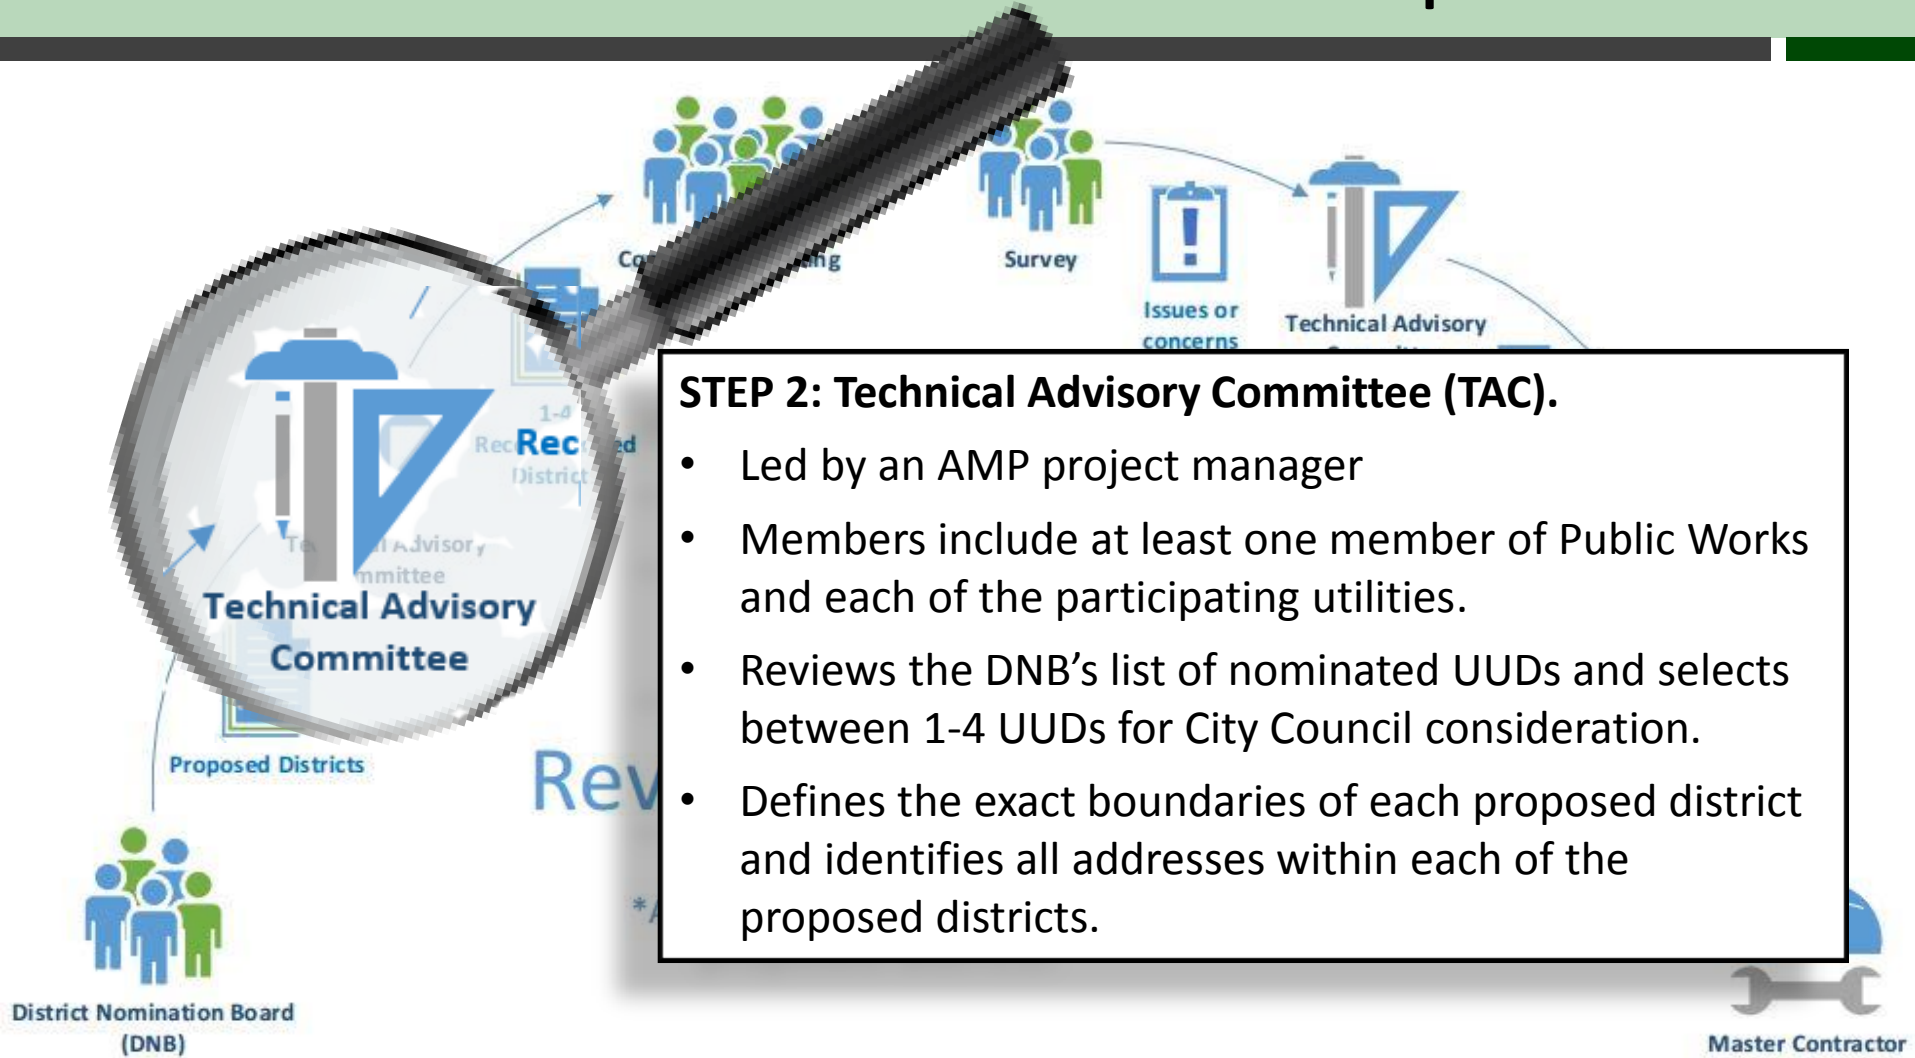 Survey
Issues or
concerns
Technical Advisory
1-4
District
STEP 2: Technical Advisory Committee (TAC).
• Led by an AMP project manager
• Members include at least one member of Public Works
and each of the participating utilities.
• Reviews the DNB’s list of nominated UUDs and selects
between 1-4 UUDs for City Council consideration.
• Defines the exact boundaries of each proposed district
and identifies all addresses within each of the
proposed districts.
Technical Advisory
Committee
Proposed Districts
District Nomination Board
(DNB)
Master Contractor